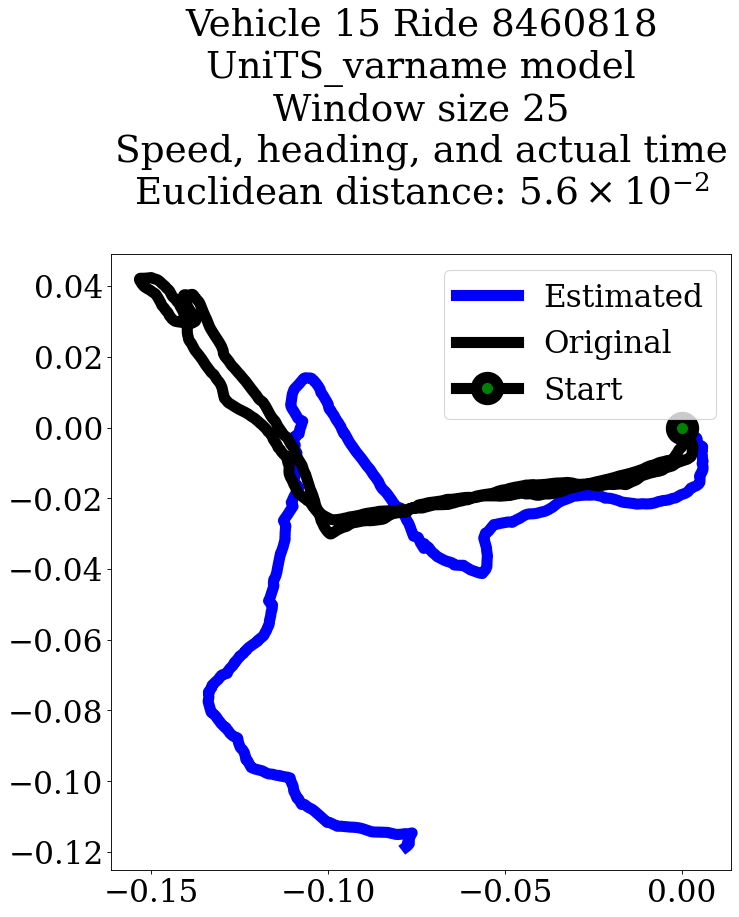 Vehicle 15 Ride 8460818
UniTS_varname model
Window size 25
Speed, heading, and actual time
Euclidean distance: 5.6 × 10⁻²
Estimated
Original
Start
0.04
0.02
0.00
−0.02
−0.04
−0.06
−0.08
−0.10
−0.12
−0.15 −0.10 −0.05 0.00